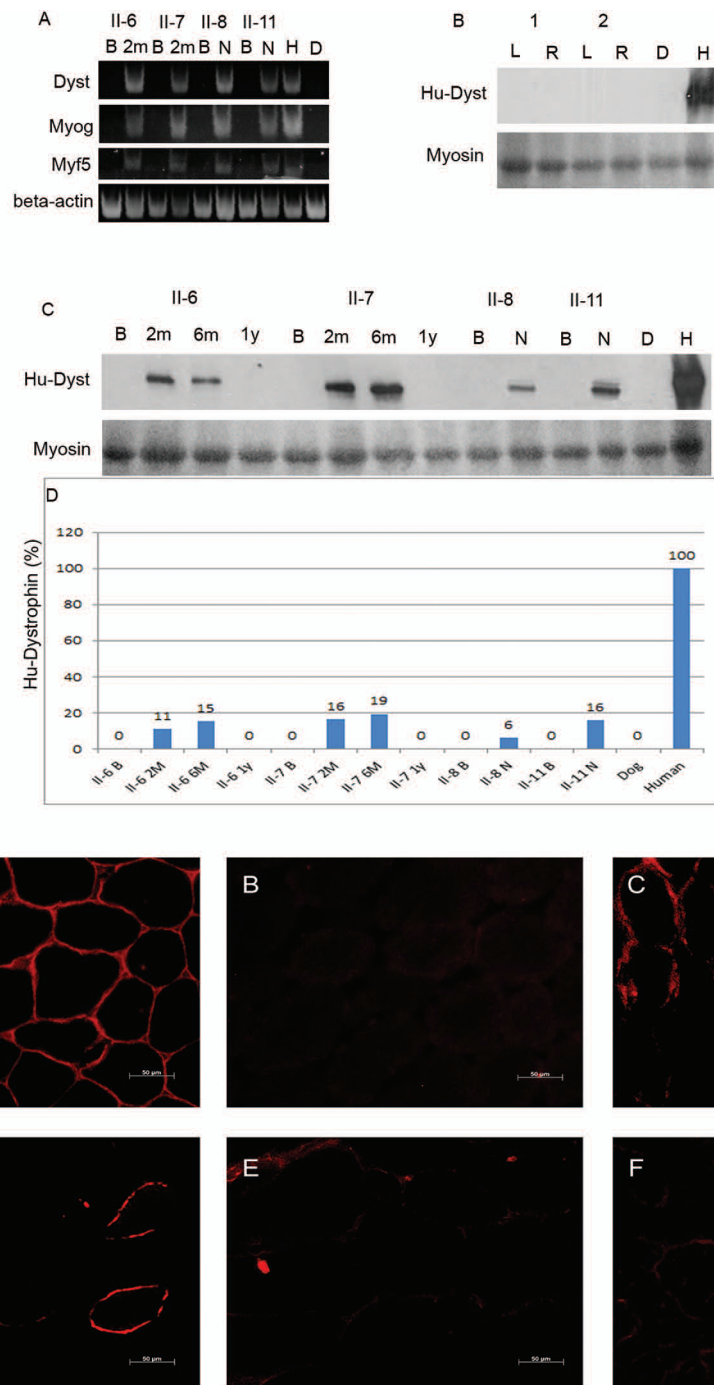 A
II-6 II-7 II-8 II-11
B 2m B 2m B N B N H D
Dyst
Myog
Myf5
beta-actin
B
1 2
L R L R D H
Hu-Dyst
Myosin
C
II-6 II-7 II-8 II-11
B 2m 6m 1y B 2m 6m 1y B N B N D H
Hu-Dyst
Myosin
D
Hu-Dystrophin (%)
120
100
80
60
40
20
0
0 11 15 0 0 16 19 0 0 6 0 16 0 100
II-6 B II-6 2M II-6 6M II-6 1y II-7 B II-7 2M II-7 6M II-7 1y II-8 B II-8 N II-11 B II-11 N Dog Human
B C
50 µm 50 µm
E F
50 µm 50 µm